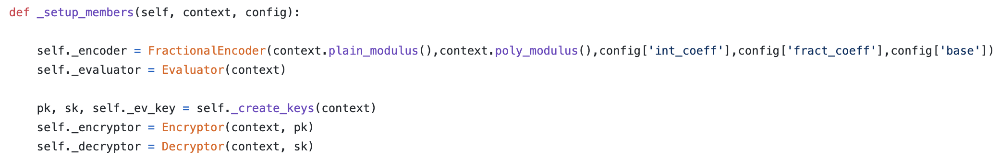 def _setup_members(self, context, config):
self._encoder = FractionalEncoder(context.plain_modulus(),context.poly_modulus(),config['int_coeff'],config['fract_coeff'],config['base'])
self._evaluator = Evaluator(context)
pk, sk, self._ev_key = self._create_keys(context)
self._encryptor = Encryptor(context, pk)
self._decryptor = Decryptor(context, sk)